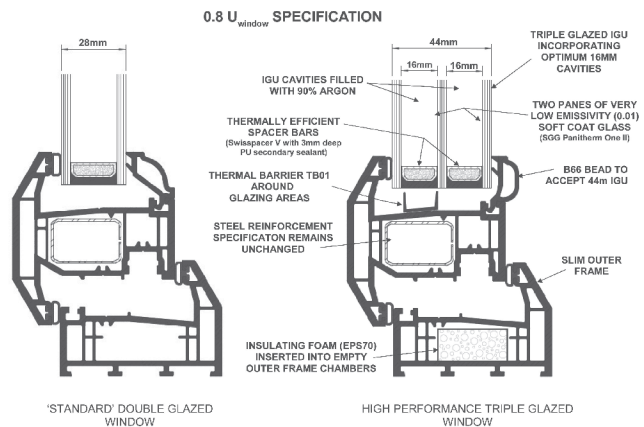 0.8 Uwindow SPECIFICATION
28mm
44mm
16mm
16mm
TRIPLE GLAZED IGU
INCORPORATING
OPTIMUM 16MM
CAVITIES
IGU CAVITIES FILLED
WITH 90% ARGON
TWO PANES OF VERY
LOW EMISSIVITY (0.01)
SOFT COAT GLASS
(SGG Panitherm One II)
THERMALLY EFFICIENT
SPACER BARS
(Swisspacer V with 3mm deep
PU secondary sealant)
B66 BEAD TO
ACCEPT 44m IGU
THERMAL BARRIER TB01
AROUND
GLAZING AREAS
STEEL REINFORCEMENT
SPECIFICATON REMAINS
UNCHANGED
SLIM OUTER
FRAME
INSULATING FOAM (EPS70)
INSERTED INTO EMPTY
OUTER FRAME CHAMBERS
'STANDARD' DOUBLE GLAZED
WINDOW
HIGH PERFORMANCE TRIPLE GLAZED
WINDOW